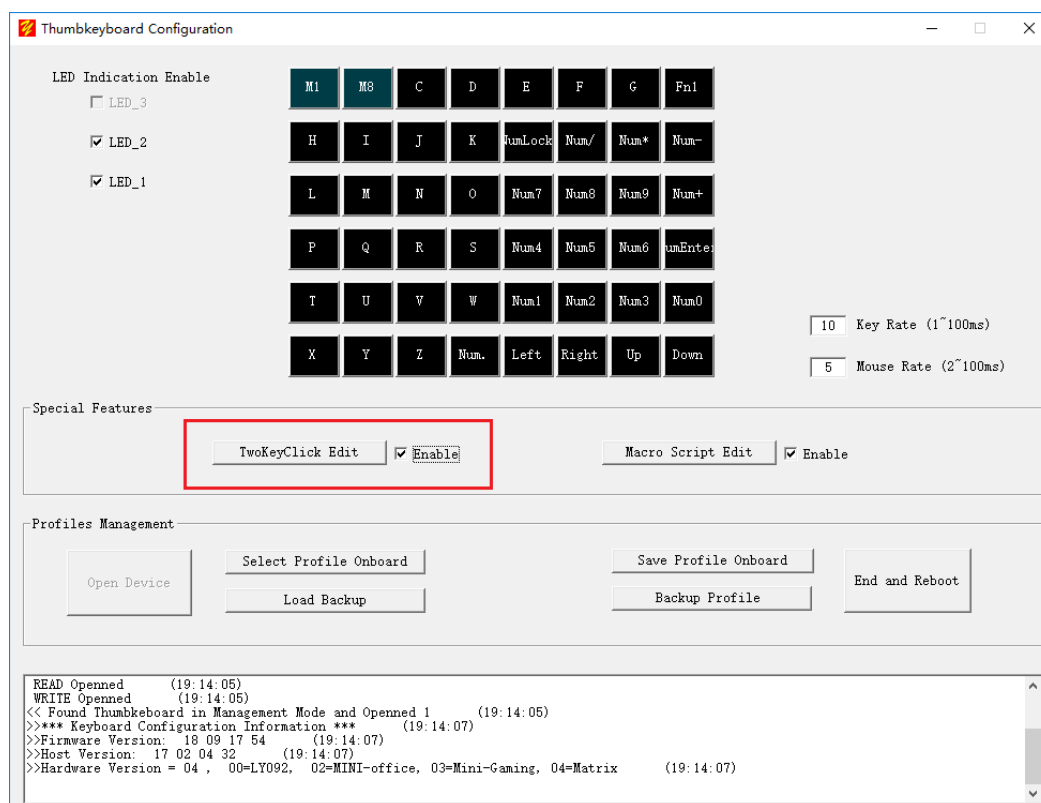 Thumbkeyboard Configuration
LED Indication Enable
LED_3
LED_2
LED_1
M1 M8 C D E F G Fn1
H I J K NumLock Num/ Num* Num-
L M N O Num7 Num8 Num9 Num+
P Q R S Num4 Num5 Num6 umEnte
T U V W Num1 Num2 Num3 Num0
X Y Z Num. Left Right Up Down
10 Key Rate (1~100ms)
5 Mouse Rate (2~100ms)
Special Features
TwoKeyClick Edit Enable
Macro Script Edit Enable
Profiles Management
Open Device
Select Profile Onboard
Load Backup
Save Profile Onboard
Backup Profile
End and Reboot
READ Openned (19:14:05)
WRITE Openned (19:14:05)
<< Found Thumbkeboard in Management Mode and Openned 1 (19:14:05)
>>*** Keyboard Configuration Information *** (19:14:07)
>>Firmware Version: 18 09 17 54 (19:14:07)
>>Host Version: 17 02 04 32 (19:14:07)
>>Hardware Version = 04 , 00=LY092, 02=MINI-office, 03=Mini-Gaming, 04=Matrix (19:14:07)